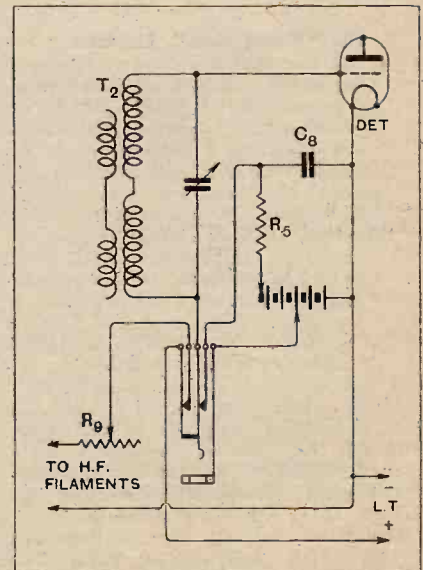 T2
DET
C8
R5
R9
TO H.F.
FILAMENTS
-
L.T
+